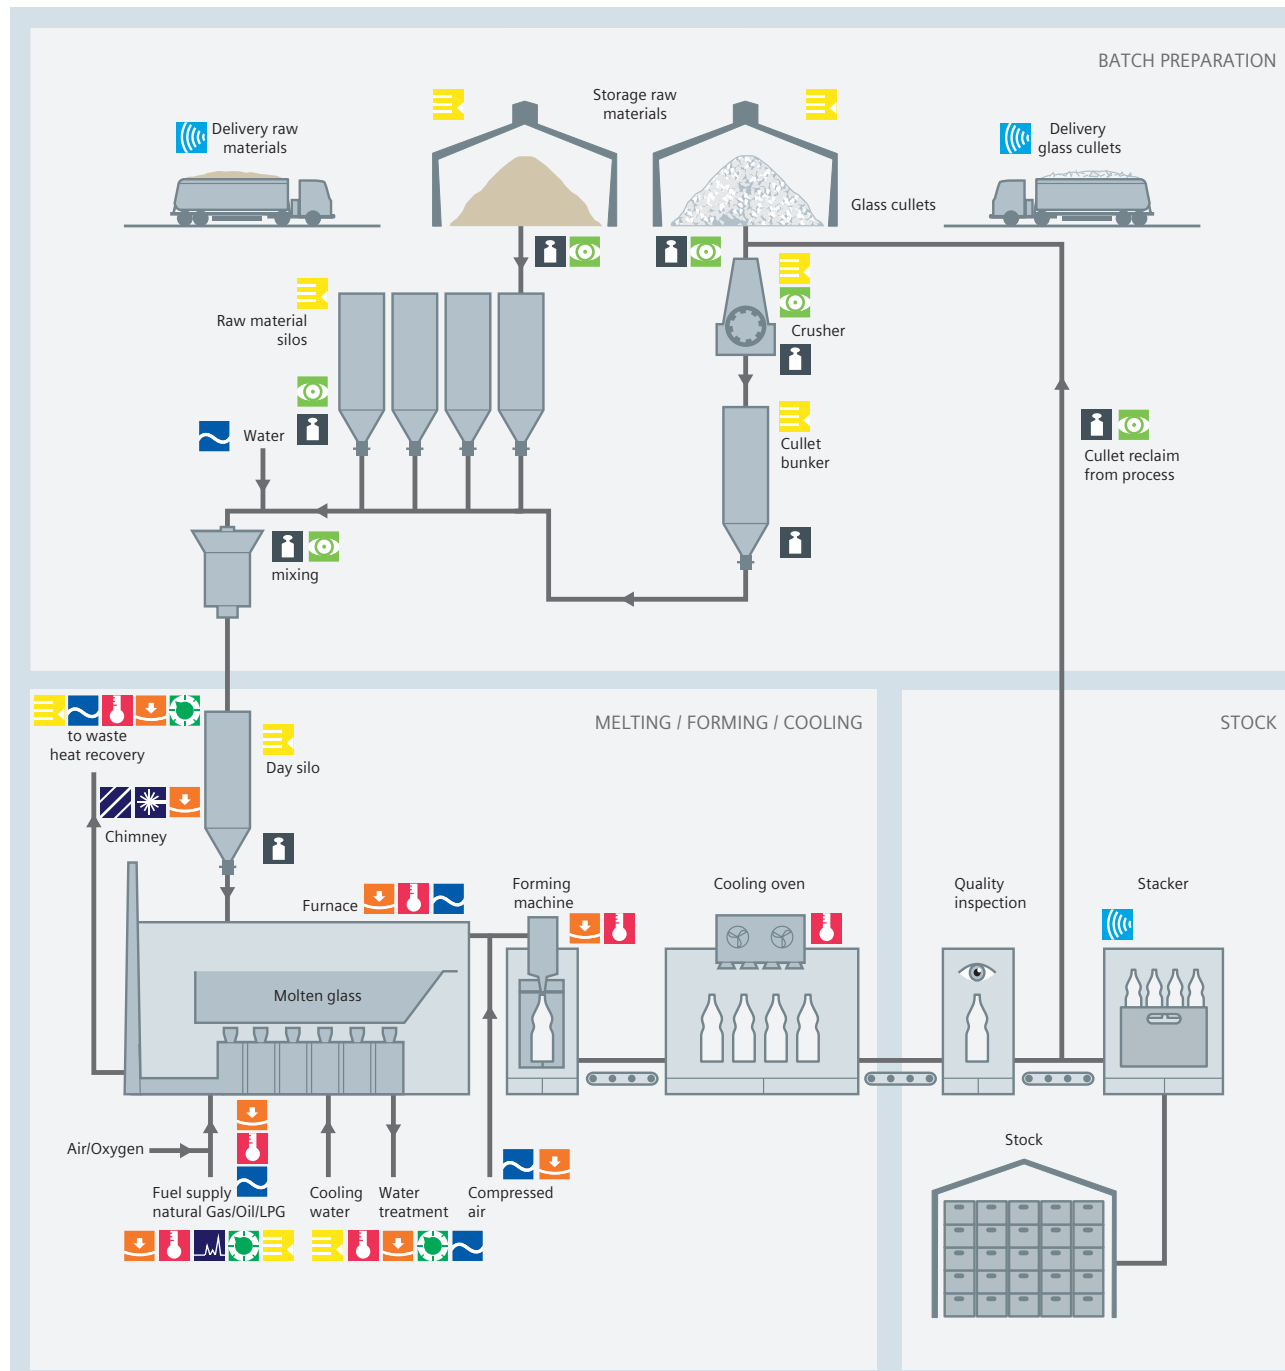 BATCH PREPARATION
Storage raw
materials
Delivery raw
materials
Delivery
glass cullets
Glass cullets
Raw material
silos
Crusher
Water
Cullet
bunker
Cullet reclaim
from process
mixing
MELTING / FORMING / COOLING
STOCK
to waste
heat recovery
Day silo
Chimney
Furnace
Forming
machine
Cooling oven
Quality
inspection
Stacker
Molten glass
Air/Oxygen
Stock
Fuel supply
natural Gas/Oil/LPG
Cooling
water
Water
treatment
Compressed
air